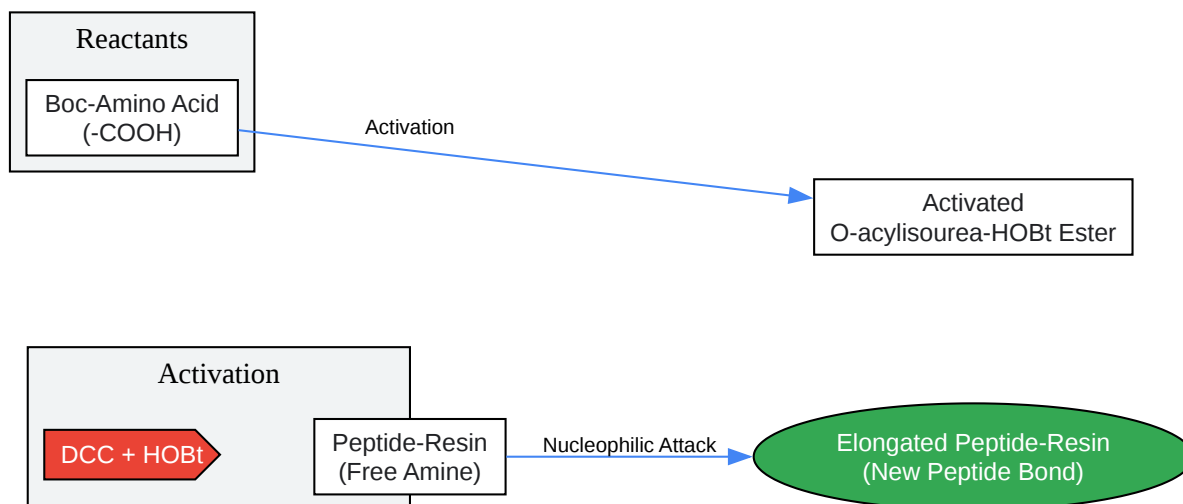 Reactants
Boc-Amino Acid
(-COOH)
Activation
Activated
O-acylisourea-HOBt Ester
Activation
DCC + HOBt
Peptide-Resin
(Free Amine)
Nucleophilic Attack
Elongated Peptide-Resin
(New Peptide Bond)